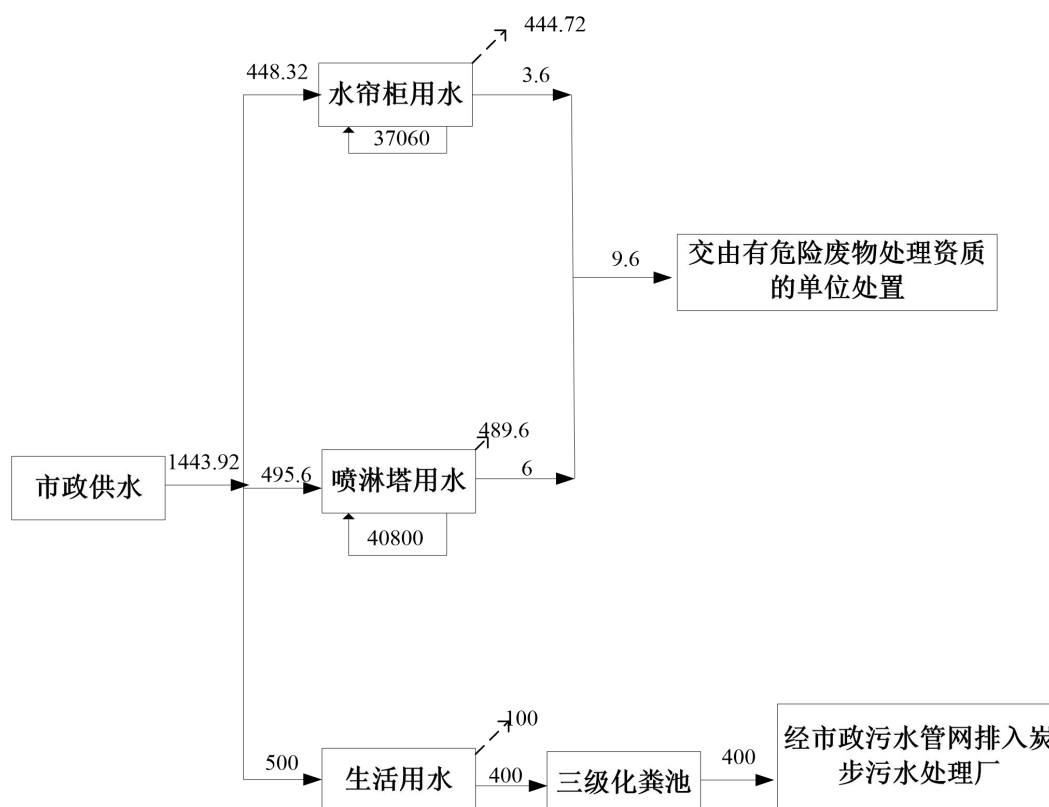 444.72
448.32
3.6
水帘柜用水
37060
9.6
交由有危险废物处理资质
的单位处置
489.6
1443.92
495.6
6
市政供水
喷淋塔用水
40800
100
500
生活用水
400
三级化粪池
400
经市政污水管网排入炭
步污水处理厂